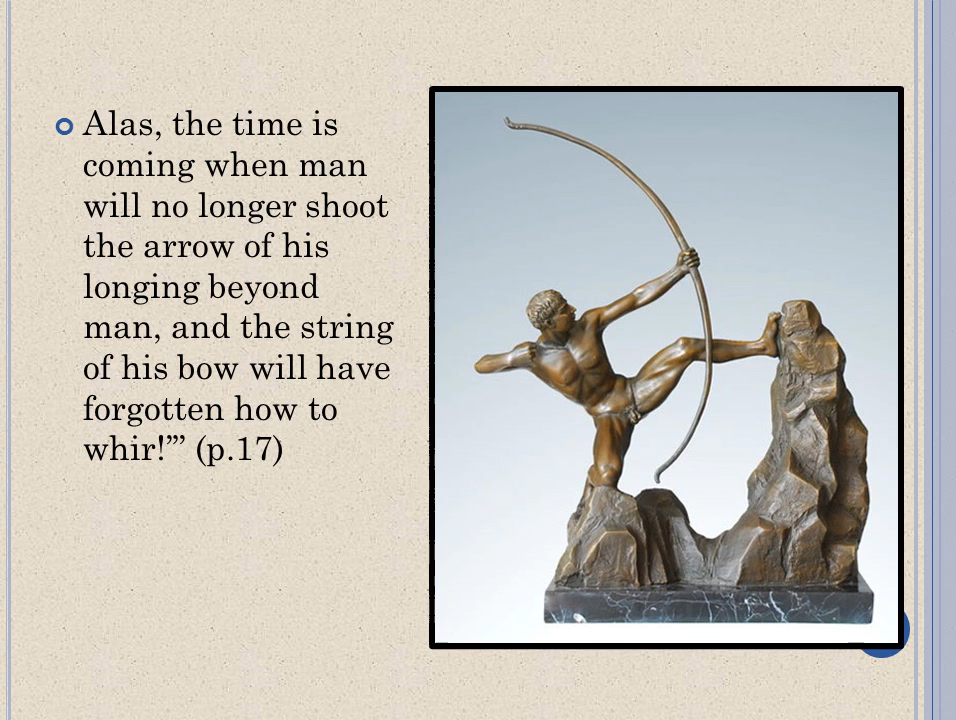 Alas, the time is
coming when man
will no longer shoot
the arrow of his
longing beyond
man, and the string
of his bow will have
forgotten how to
whir!”’ (p.17)